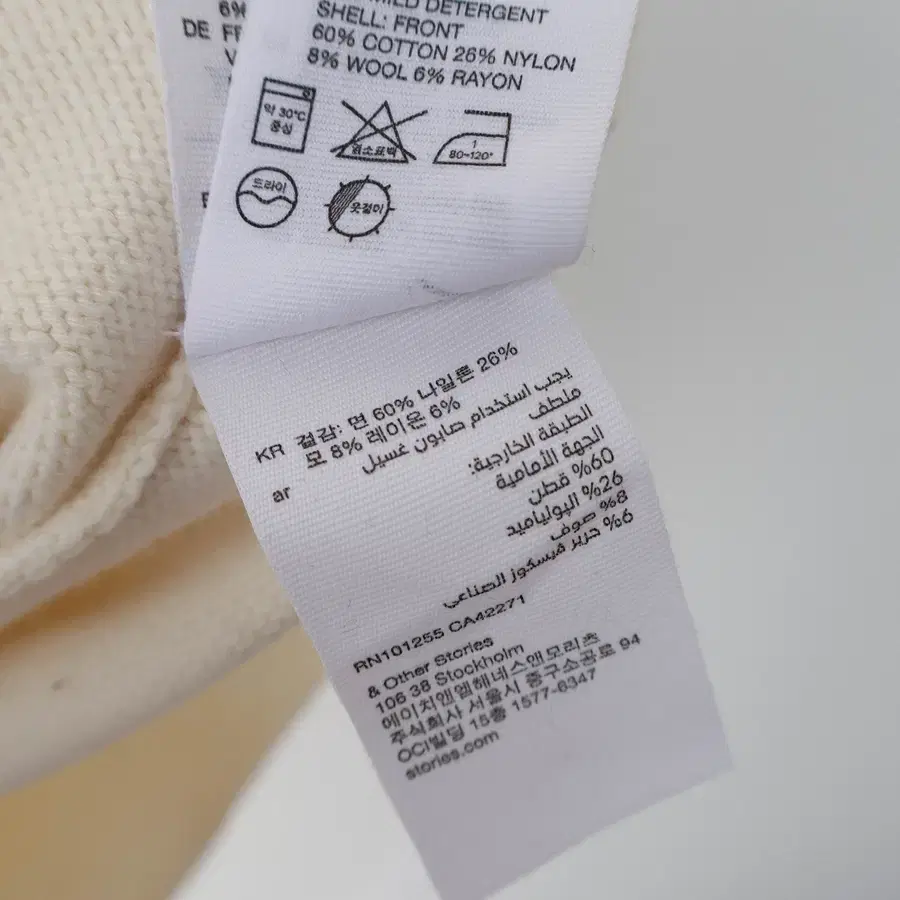 6%
DE
MILD DETERGENT
SHELL: FRONT
60% COTTON 26% NYLON
8% WOOL 6% RAYON
약 30°C
중성
염소표백
1
80~120°
드라이
옷걸이
KR 겉감: 면 60% 나일론 26%
모 8% 레이온 6%
ar
يجب استخدام صابون غسيل
ملطف
الطبقة الخارجية:
الجهة الأمامية
60% قطن
26% البولياميد
8% صوف
6% حرير فيسكوز الصناعي
RN101255 CA42271
& Other Stories
106 38 Stockholm
에이치앤엠헤네스앤모리츠
주식회사 서울시 중구소공로 94
OCI빌딩 15층 1577-6347
stories.com